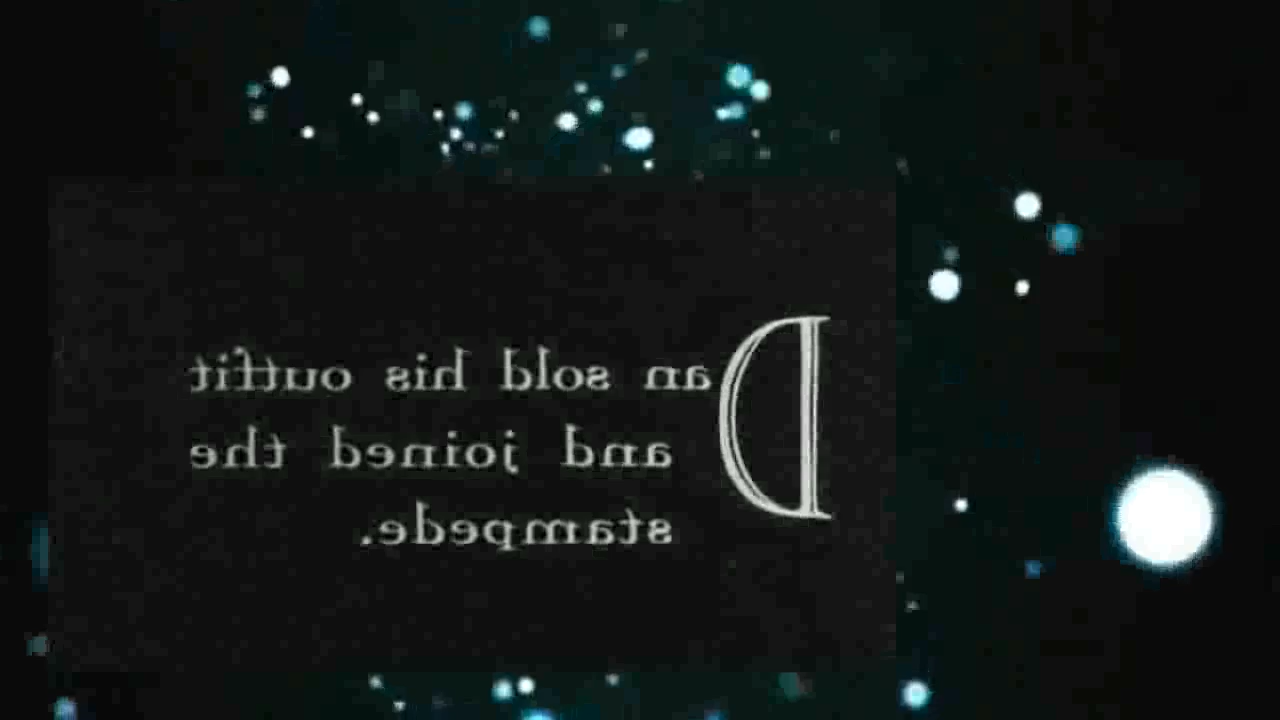 Dan sold his outfit
and joined the
stampede.